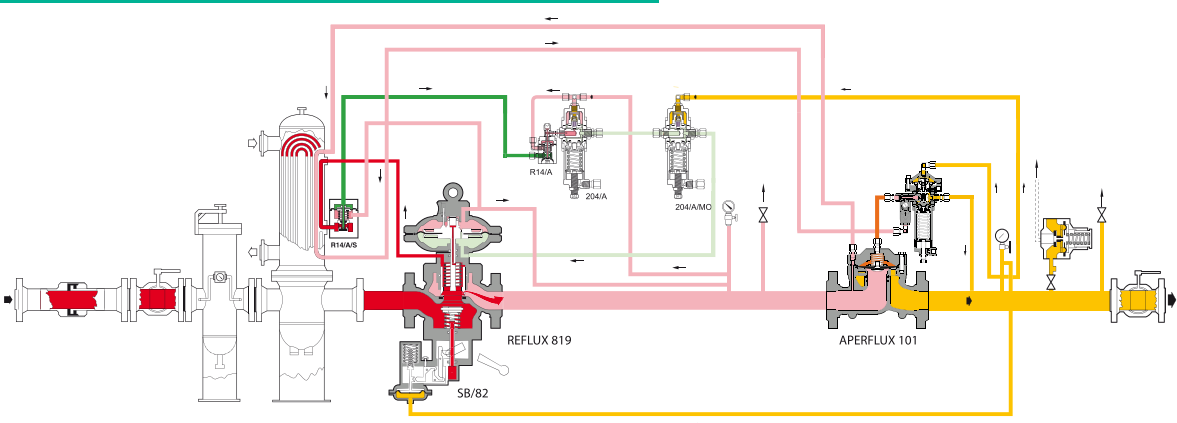 R14/A
204/A
204/A/MO
R14/A/S
REFLUX 819
APERFLUX 101
SB/82